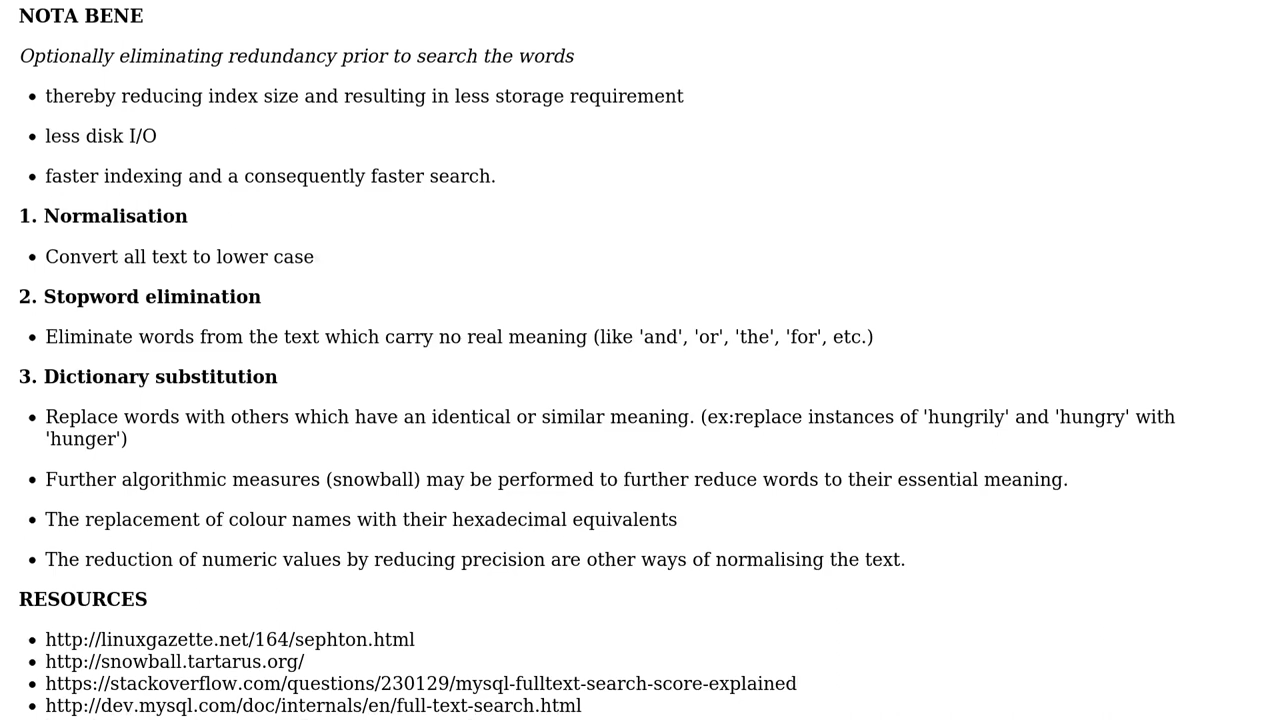 NOTA BENE
Optionally eliminating redundancy prior to search the words
• thereby reducing index size and resulting in less storage requirement
• less disk I/O
• faster indexing and a consequently faster search.
1. Normalisation
• Convert all text to lower case
2. Stopword elimination
• Eliminate words from the text which carry no real meaning (like 'and', 'or', 'the', 'for', etc.)
3. Dictionary substitution
• Replace words with others which have an identical or similar meaning. (ex:replace instances of 'hungrily' and 'hungry' with
'hunger')
• Further algorithmic measures (snowball) may be performed to further reduce words to their essential meaning.
• The replacement of colour names with their hexadecimal equivalents
• The reduction of numeric values by reducing precision are other ways of normalising the text.
RESOURCES
• http://linuxgazette.net/164/sephton.html
• http://snowball.tartarus.org/
• https://stackoverflow.com/questions/230129/mysql-fulltext-search-score-explained
• http://dev.mysql.com/doc/internals/en/full-text-search.html